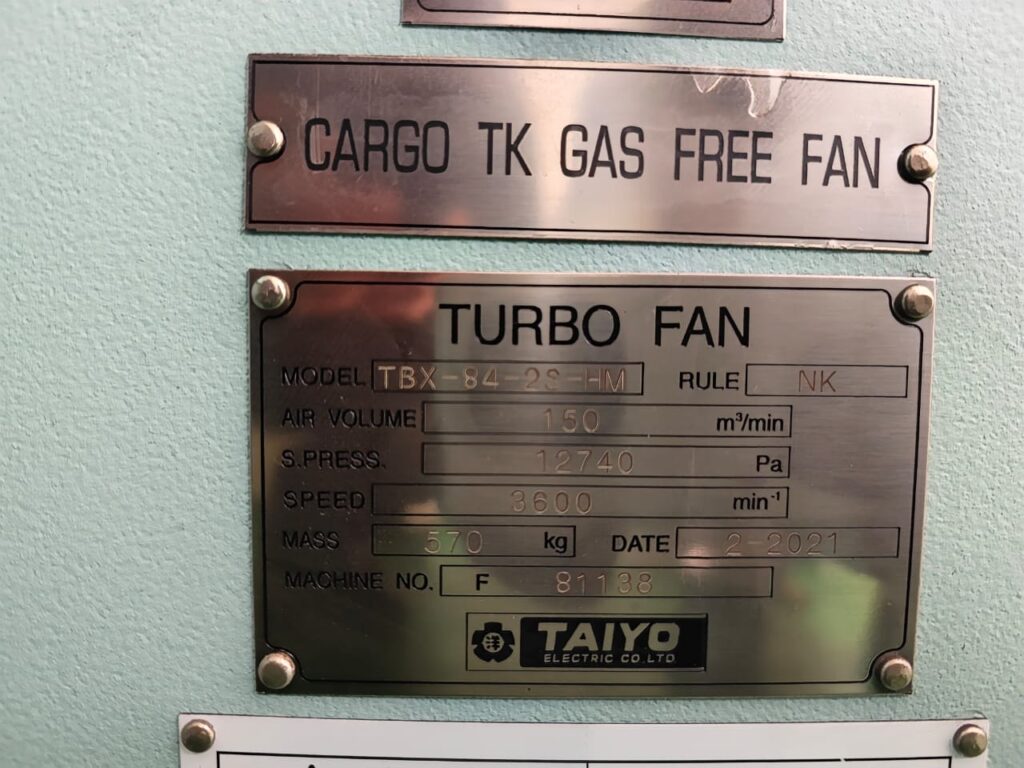 CARGO TK GAS FREE FAN
TURBO FAN
MODEL TBX-84-2S-HM RULE NK
AIR VOLUME 150 m³/min
S.PRESS. 12740 Pa
SPEED 3600 min⁻¹
MASS 570 kg DATE 2-2021
MACHINE NO. F 81138
TAIYO
ELECTRIC CO.LTD